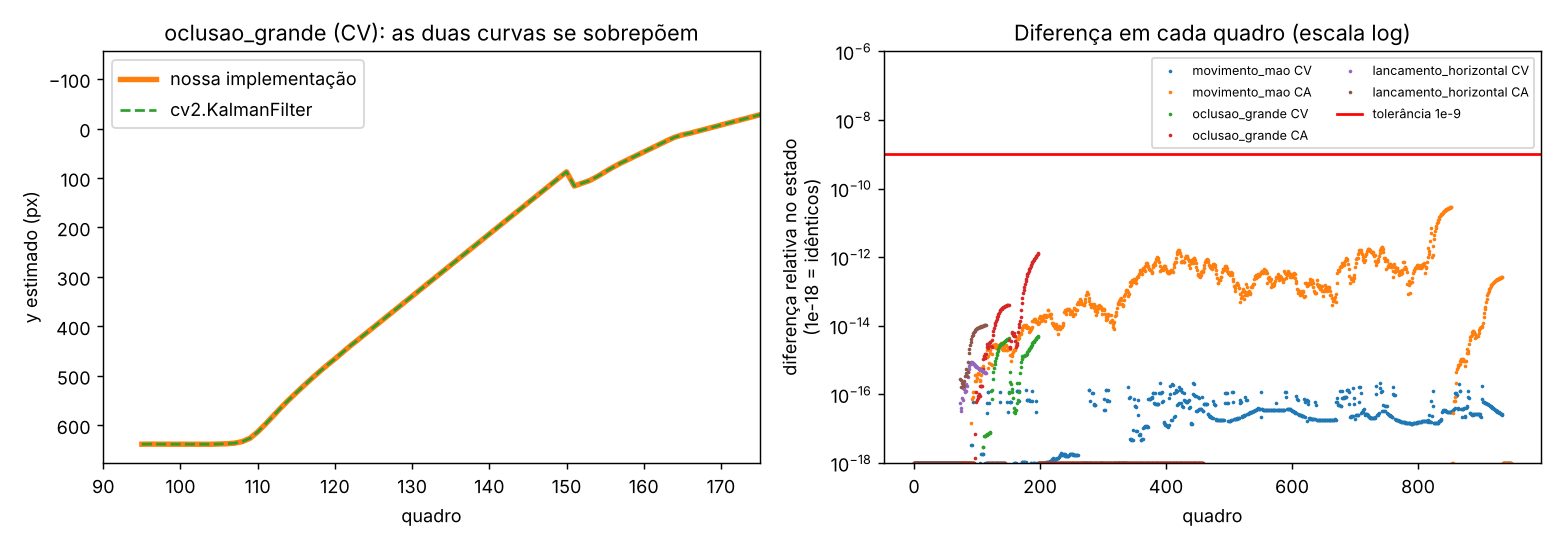 oclusao_grande (CV): as duas curvas se sobrepõem
nossa implementação
cv2.KalmanFilter
y estimado (px)
−100
0
100
200
300
400
500
600
90
100
110
120
130
140
150
160
170
quadro
Diferença em cada quadro (escala log)
movimento_mao CV
movimento_mao CA
oclusao_grande CV
oclusao_grande CA
lancamento_horizontal CV
lancamento_horizontal CA
tolerância 1e-9
diferença relativa no estado
(1e-18 = idênticos)
10⁻⁶
10⁻⁸
10⁻¹⁰
10⁻¹²
10⁻¹⁴
10⁻¹⁶
10⁻¹⁸
0
200
400
600
800
quadro